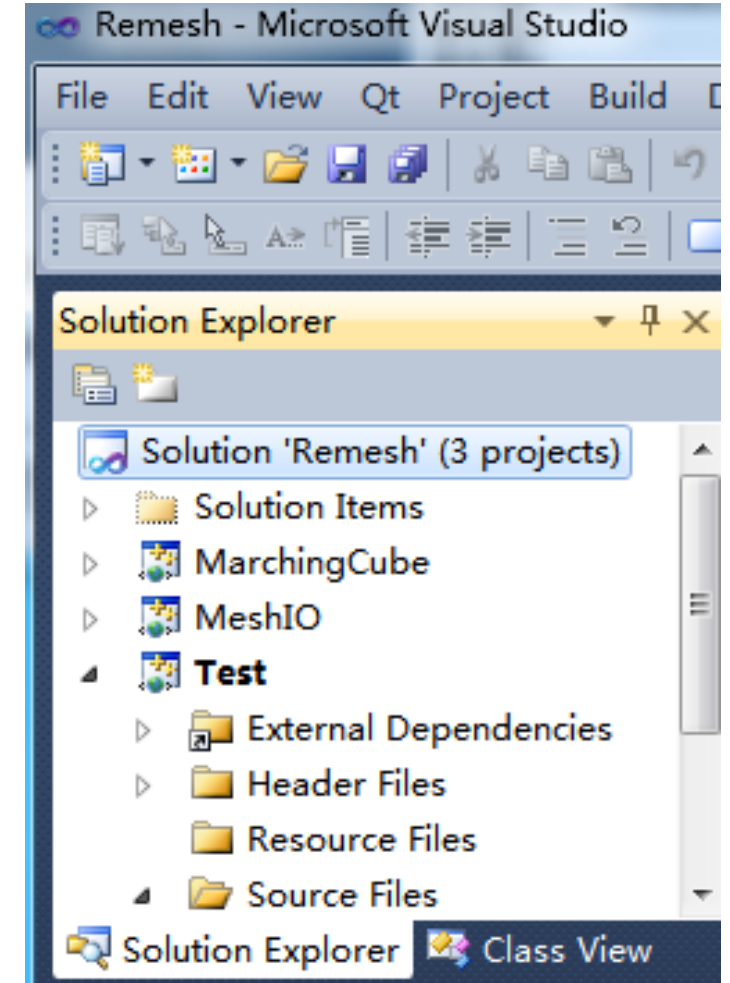 Remesh - Microsoft Visual Studio
File Edit View Qt Project Build
Solution Explorer
Solution 'Remesh' (3 projects)
Solution Items
MarchingCube
MeshIO
Test
External Dependencies
Header Files
Resource Files
Source Files
Solution Explorer Class View